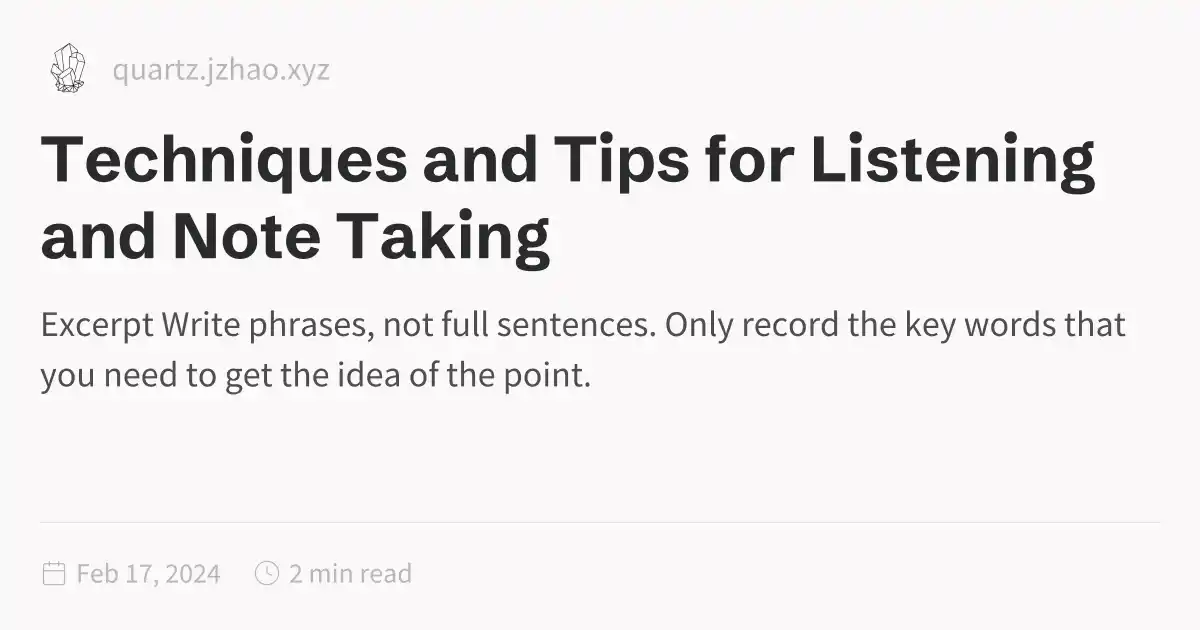 quartz.jzhao.xyz
Techniques and Tips for Listening
and Note Taking
Excerpt Write phrases, not full sentences. Only record the key words that
you need to get the idea of the point.
Feb 17, 2024 2 min read